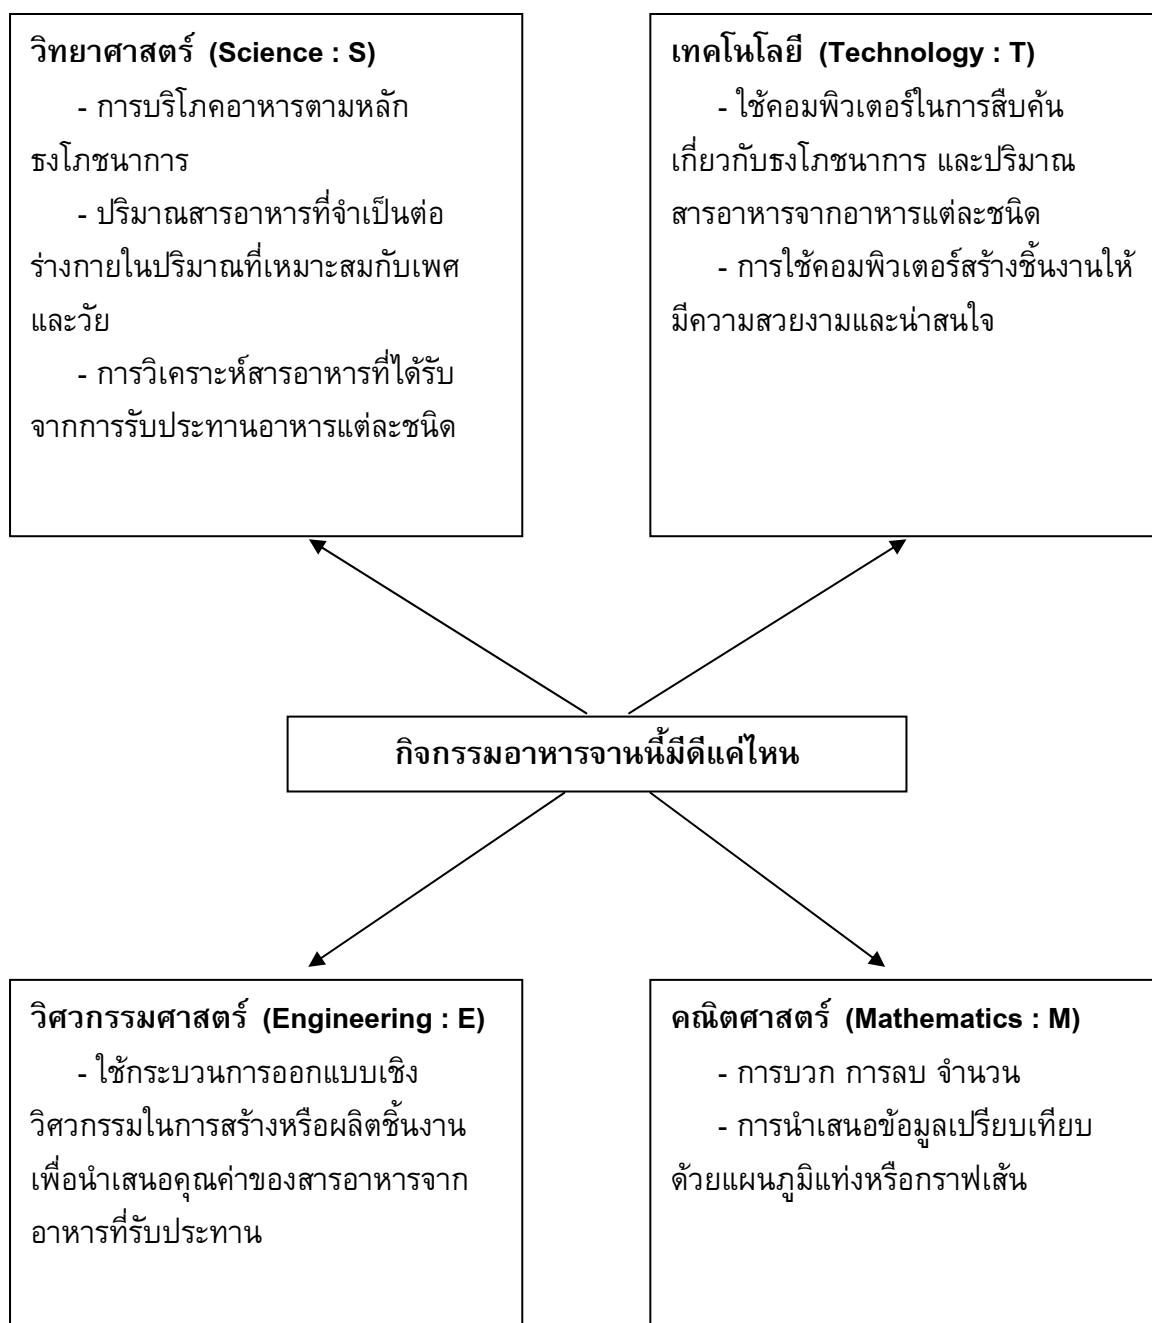 วิทยาศาสตร์ (Science : S)
- การบริโภคอาหารตามหลัก
ธงโภชนาการ
- ปริมาณสารอาหารที่จำเป็นต่อ
ร่างกายในปริมาณที่เหมาะสมกับเพศ
และวัย
- การวิเคราะห์สารอาหารที่ได้รับ
จากการรับประทานอาหารแต่ละชนิด
เทคโนโลยี (Technology : T)
- ใช้คอมพิวเตอร์ในการสืบค้น
เกี่ยวกับธงโภชนาการ และปริมาณ
สารอาหารจากอาหารแต่ละชนิด
- การใช้คอมพิวเตอร์สร้างชิ้นงานให้
มีความสวยงามและน่าสนใจ
กิจกรรมอาหารจานนี้มีดีแค่ไหน
วิศวกรรมศาสตร์ (Engineering : E)
- ใช้กระบวนการออกแบบเชิง
วิศวกรรมในการสร้างหรือผลิตชิ้นงาน
เพื่อนำเสนอคุณค่าของสารอาหารจาก
อาหารที่รับประทาน
คณิตศาสตร์ (Mathematics : M)
- การบวก การลบ จำนวน
- การนำเสนอข้อมูลเปรียบเทียบ
ด้วยแผนภูมิแท่งหรือกราฟเส้น